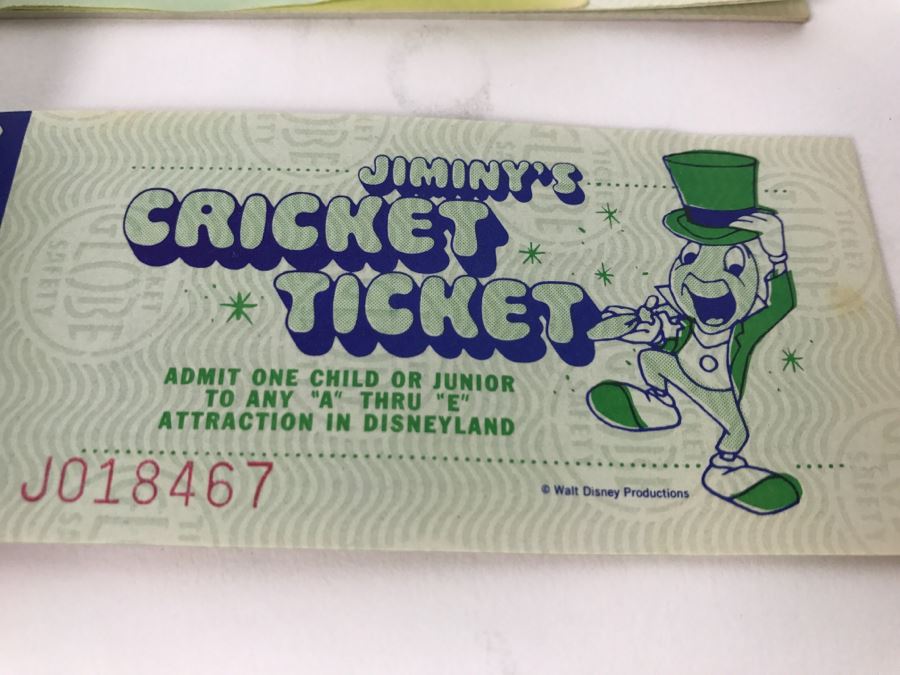 JIMINY'S
CRICKET
TICKET
ADMIT ONE CHILD OR JUNIOR
TO ANY "A" THRU "E"
ATTRACTION IN DISNEYLAND
J018467
© Walt Disney Productions